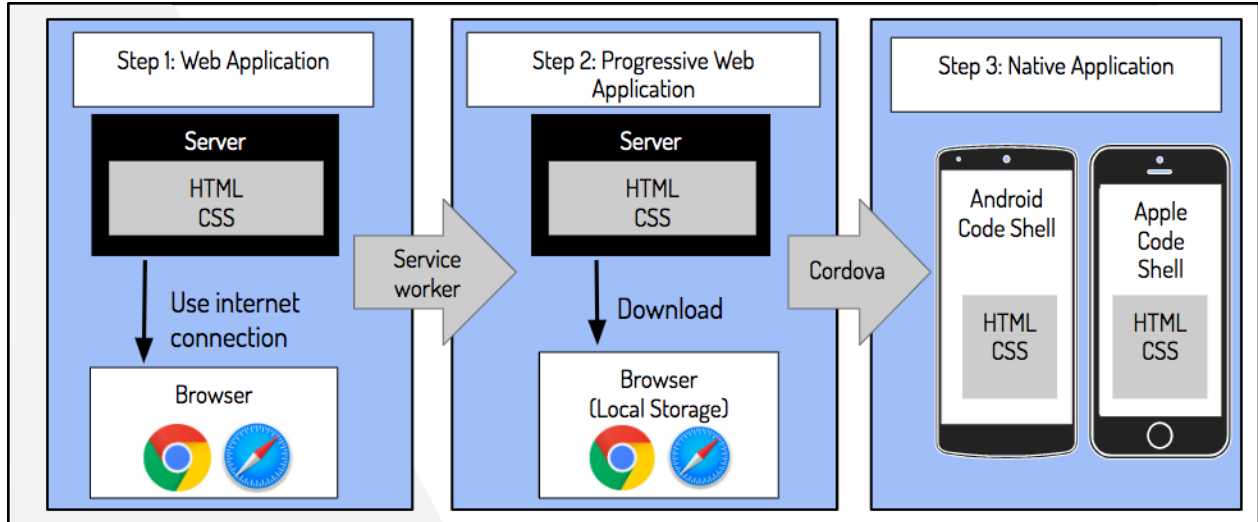 Step 1: Web Application
Server
HTML
CSS
Use internet
connection
Browser
Service
worker
Step 2: Progressive Web
Application
Server
HTML
CSS
Download
Browser
(Local Storage)
Cordova
Step 3: Native Application
Android
Code Shell
HTML
CSS
Apple
Code
Shell
HTML
CSS